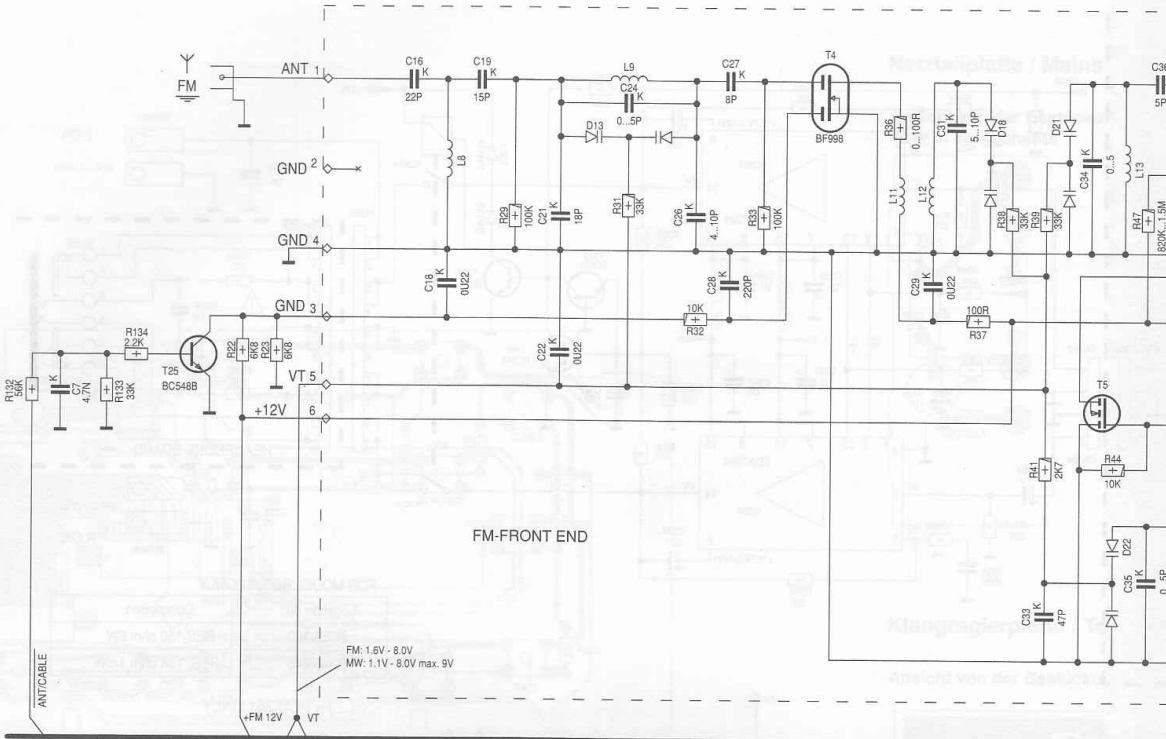 FM
ANT 1
C16
K
22P
C19
K
15P
L9
C24
K
0...5P
C27
K
8P
T4
BF998
C36
K
5P
D13
L8
R29
100K
C21
K
18P
R31
33K
C26
K
4...10P
R33
100K
R36
0...100R
C31
K
5...10P
D18
D21
C34
K
0...5
L13
L11
L12
R38
33K
R39
33K
R47
820K...1.5M
GND 2
GND 4
GND 3
C18
K
0U22
C28
K
220P
C29
K
0U22
10K
R32
100R
R37
C22
K
0U22
R132
56K
C7
K
4.7N
R133
33K
R134
2.2K
T25
BC548B
R22
6K8
R23
6K8
VT 5
+12V 6
T5
R41
2K7
R44
10K
D22
C33
K
47P
C35
K
0...5P
FM-FRONT END
FM: 1.6V - 8.0V
MW: 1.1V - 8.0V max. 9V
ANT/CABLE
+FM 12V
VT
Netzteilplatte / Mains